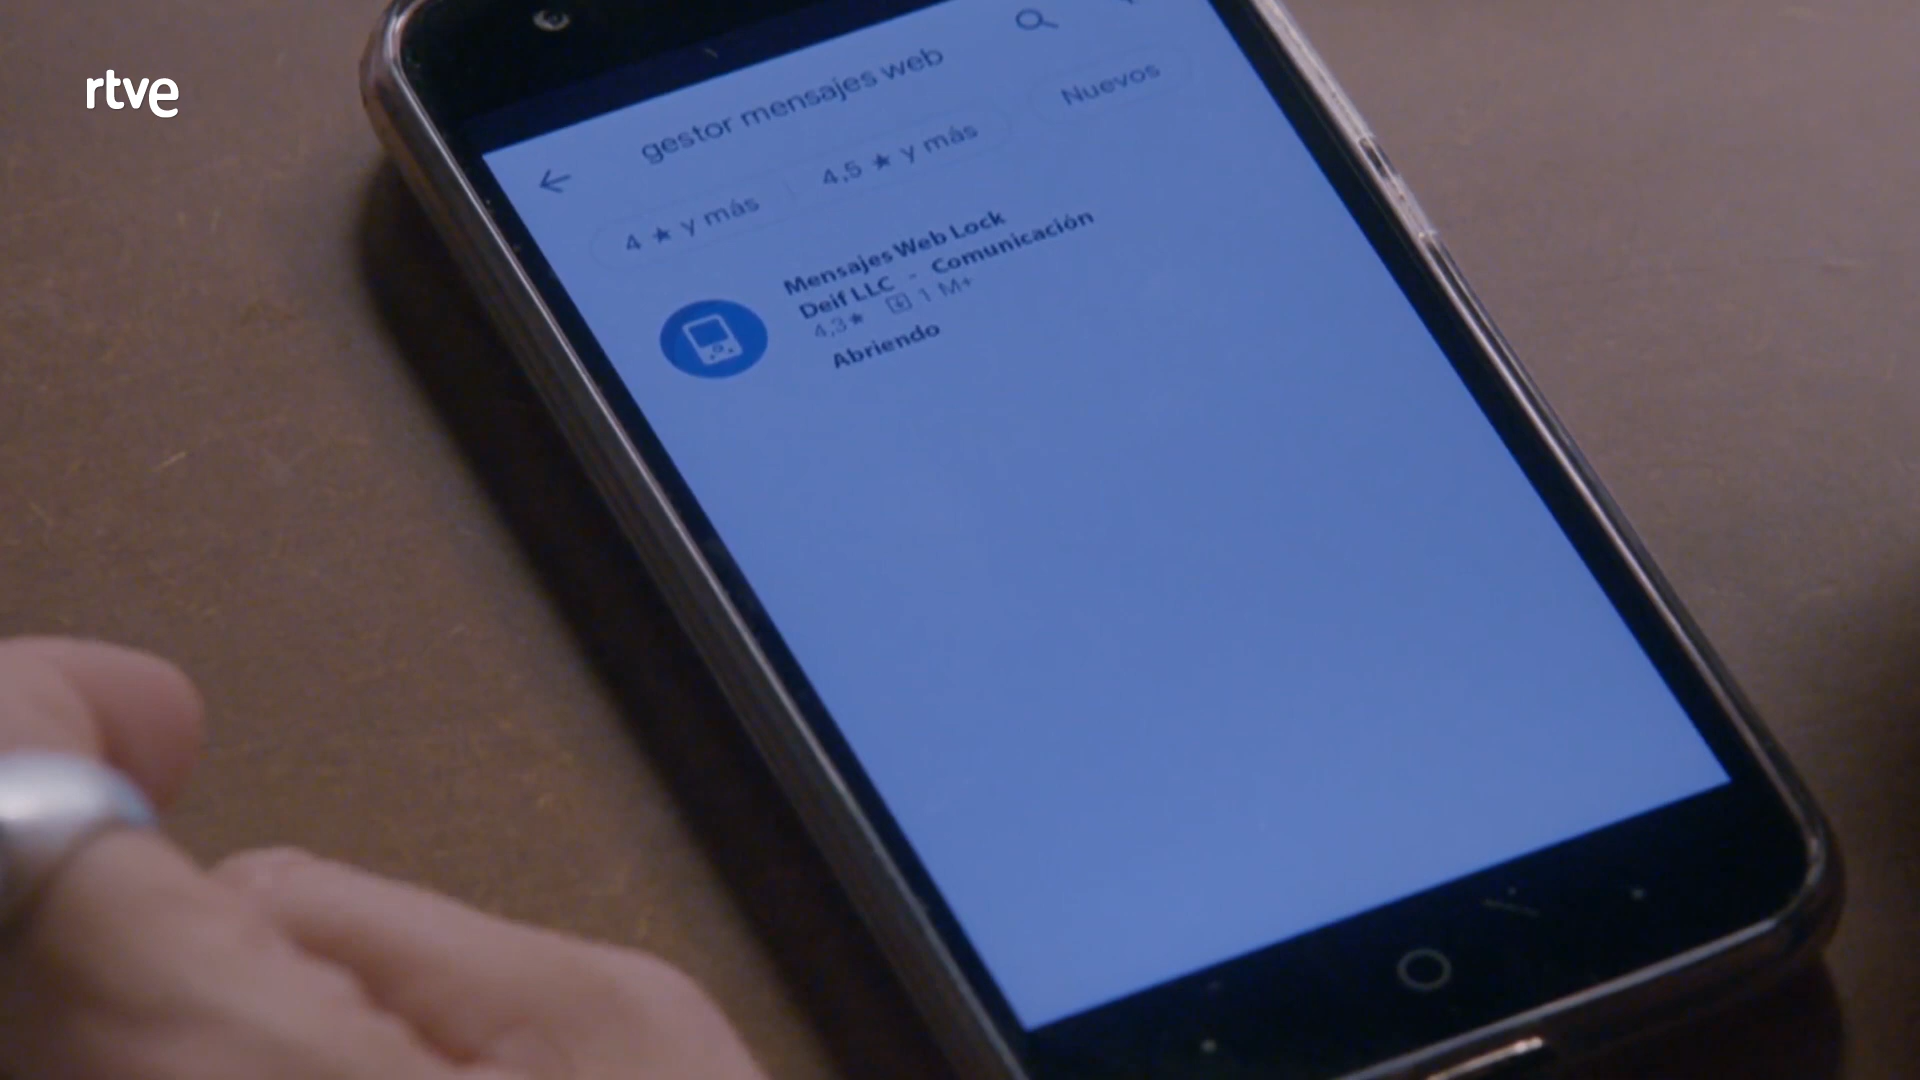 rtve
gestor mensajes web
4 ★ y más
4,5 ★ y más
Nuevos
Mensajes Web Lock
Deif LLC - Comunicación
4,3★ 1 M+
Abriendo